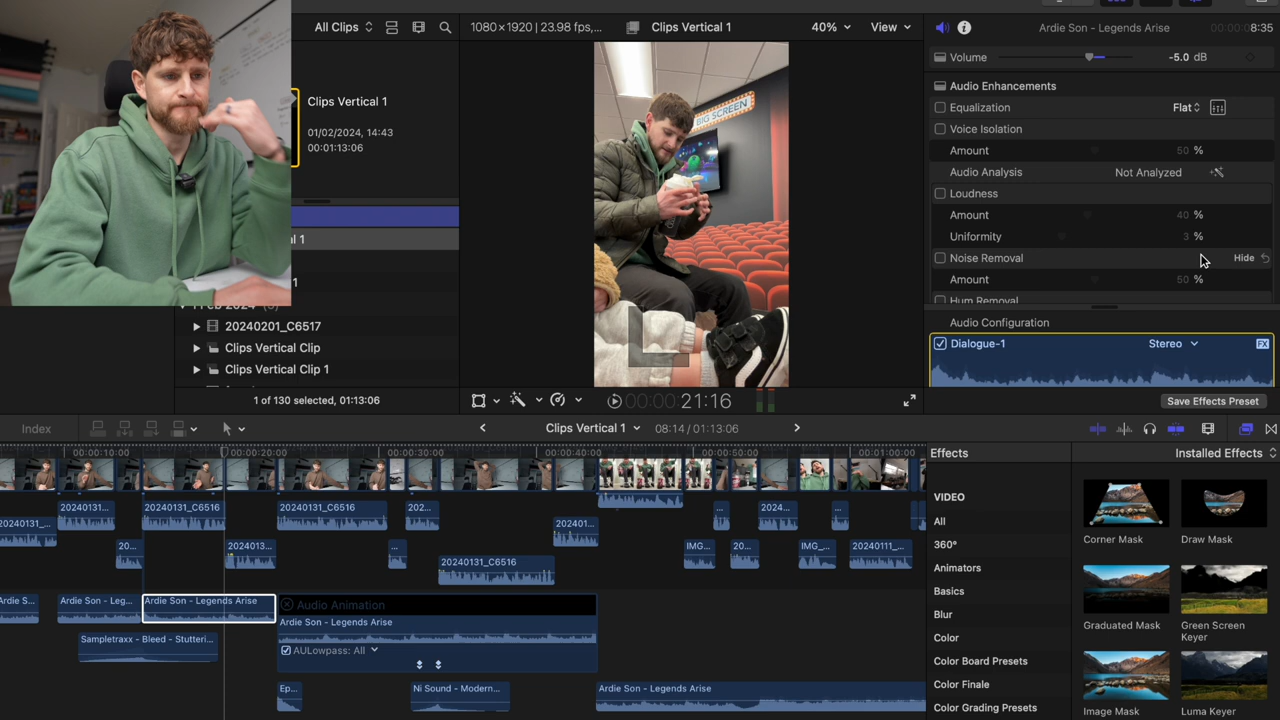 All Clips
1080×1920 | 23.98 fps,...
Clips Vertical 1
40%
View
Ardie Son - Legends Arise
8:35
Clips Vertical 1
01/02/2024, 14:43
00:01:13:06
BIG SCREEN
Volume
-5.0 dB
Audio Enhancements
Equalization
Flat
Voice Isolation
Amount
50 %
Audio Analysis
Not Analyzed
Loudness
Amount
40 %
Uniformity
3 %
Noise Removal
Hide
Amount
50 %
Hum Removal
Audio Configuration
Dialogue-1
Stereo
FX
Save Effects Preset
20240201_C6517
Clips Vertical Clip
Clips Vertical Clip 1
1 of 130 selected, 01:13:06
00:00:21:16
Index
Clips Vertical 1
08:14 / 01:13:06
00:00:10:00
00:00:20:00
00:00:30:00
00:00:40:00
00:00:50:00
00:01:00:00
20240131_...
20240131...
20240131_C6516
20240131_C6516
202...
20240131_C6516
20...
2024013...
...
20240131_C6516
202401...
IMG...
...
20...
2024...
IMG_...
...
20240111_...
Ardie S...
Ardie Son - Leg...
Ardie Son - Legends Arise
Audio Animation
Ardie Son - Legends Arise
AULowpass: All
Sampletraxx - Bleed - Stutteri...
Ep...
Ni Sound - Modern...
Ardie Son - Legends Arise
Effects
Installed Effects
VIDEO
All
360°
Animators
Basics
Blur
Color
Color Board Presets
Color Finale
Color Grading Presets
Corner Mask
Draw Mask
Graduated Mask
Green Screen
Keyer
Image Mask
Luma Keyer